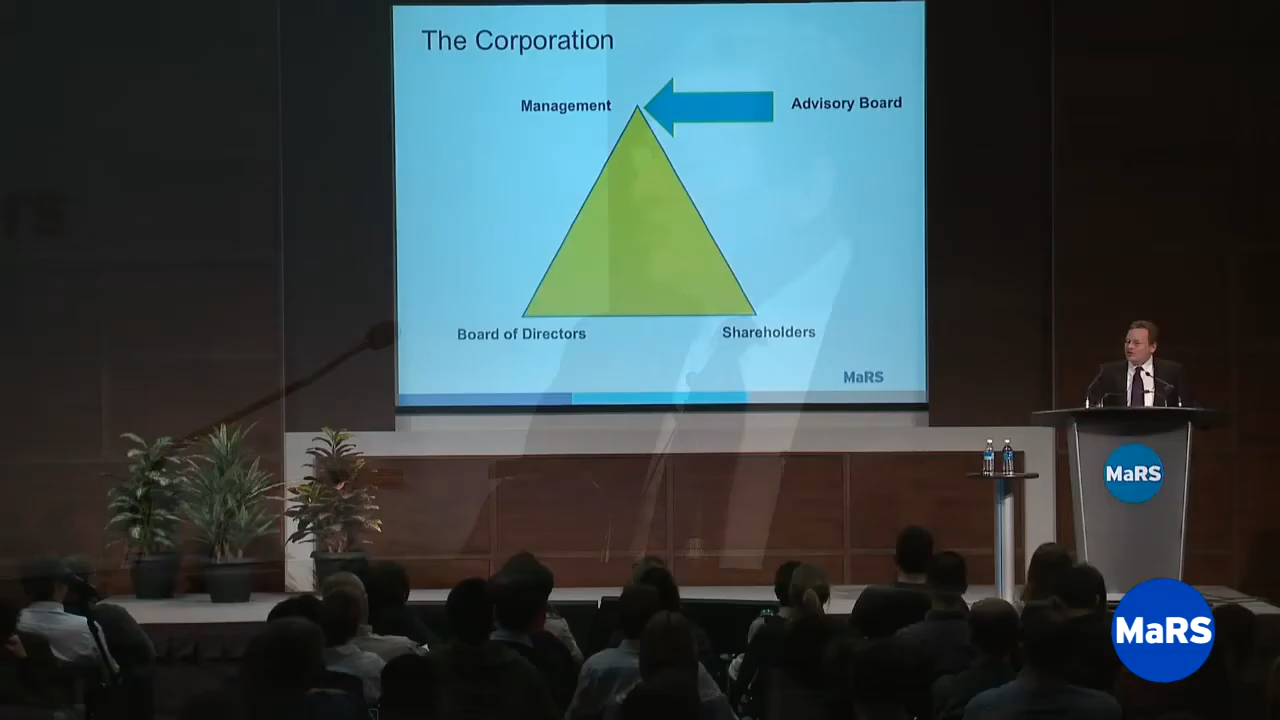 The Corporation
Management
Advisory Board
Board of Directors
Shareholders
MaRS
MaRS
MaRS